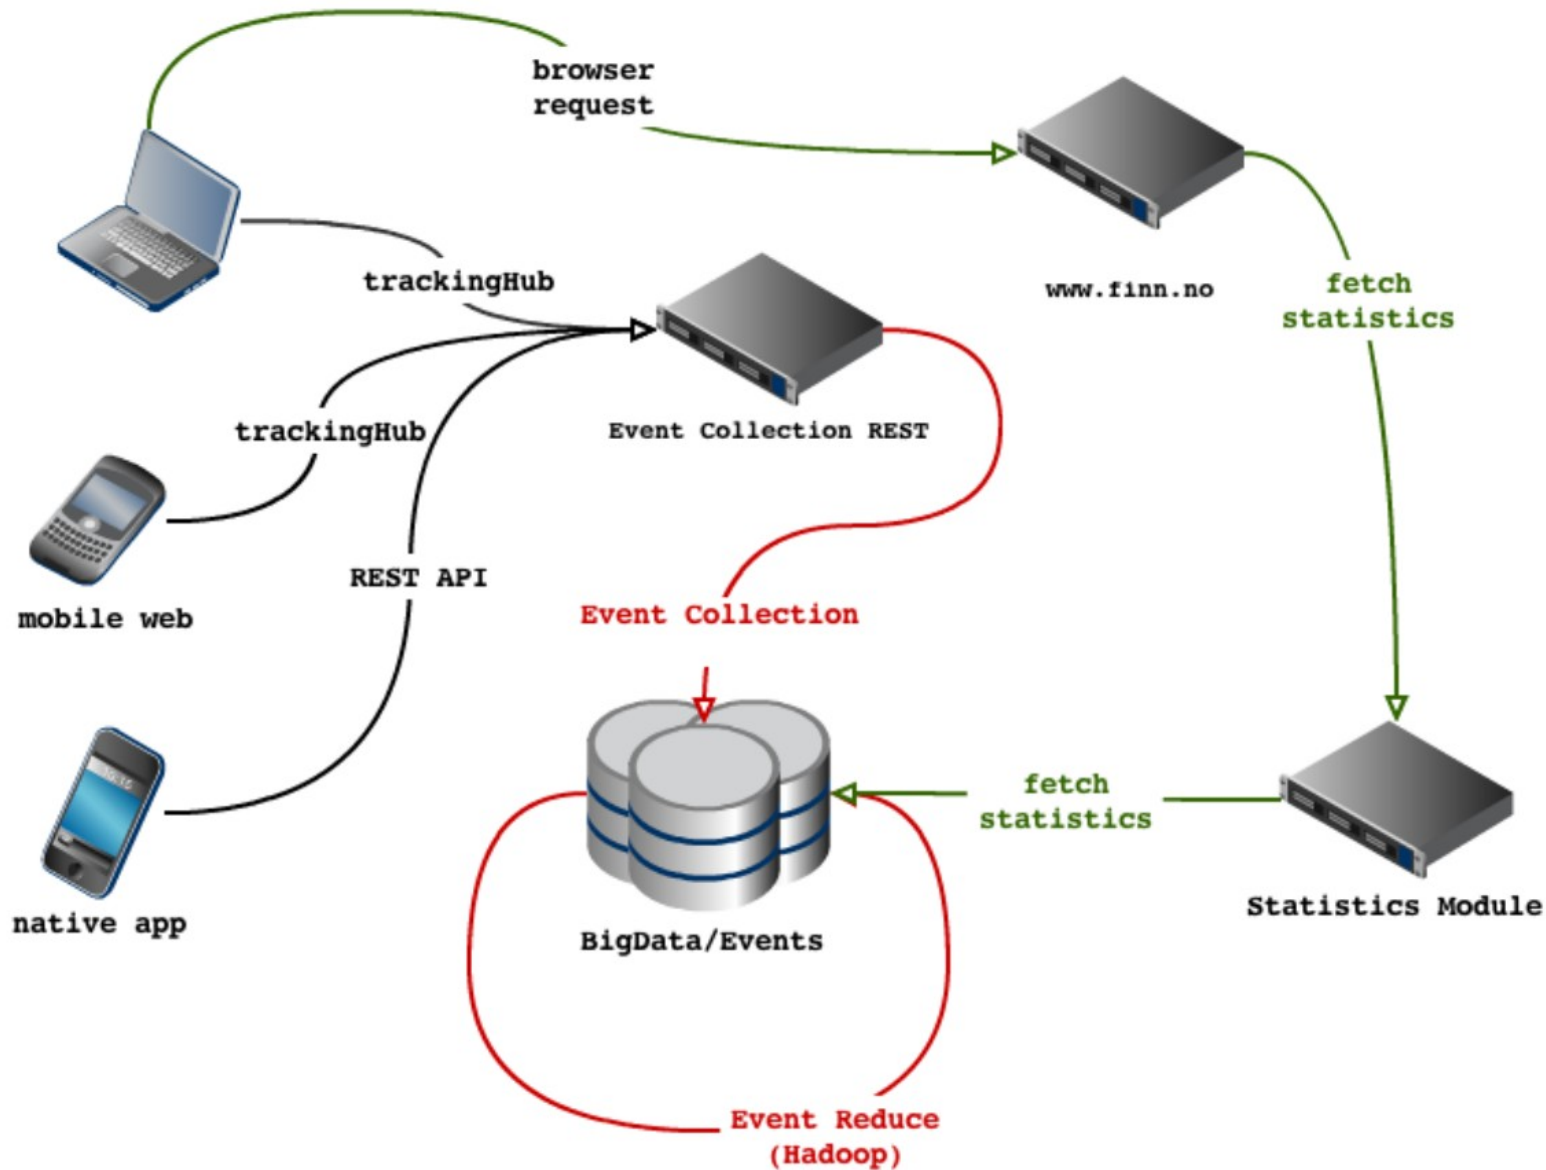 browser
request
trackingHub
www.finn.no
fetch
statistics
trackingHub
Event Collection REST
REST API
mobile web
Event Collection
fetch
statistics
native app
BigData/Events
Statistics Module
Event Reduce
(Hadoop)